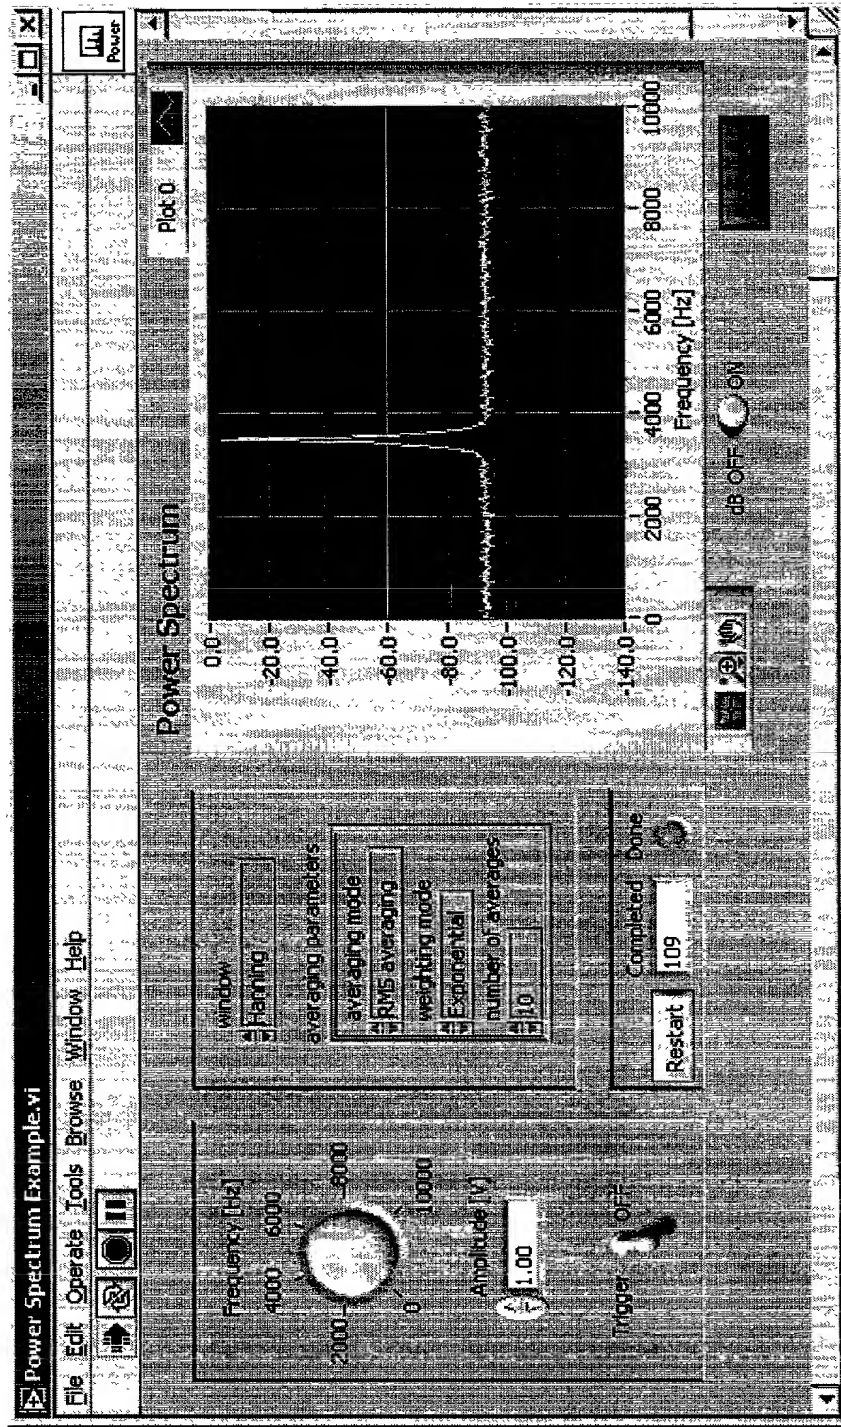 Power Spectrum Example.vi
File Edit Operate Tools Browse Window Help
Power
Frequency [Hz]
4000 6000
2000 8000
0 10000
Amplitude [V]
1.00
Trigger OFF
window
Hanning
averaging parameters
averaging mode
RMS averaging
weighting mode
Exponential
number of averages
10
Completed Done
Restart 109
Power Spectrum
Plot 0
0.0
-20.0
-40.0
-60.0
-80.0
-100.0
-120.0
-140.0
0 2000 4000 6000 8000 10000
Frequency [Hz]
dB OFF ON